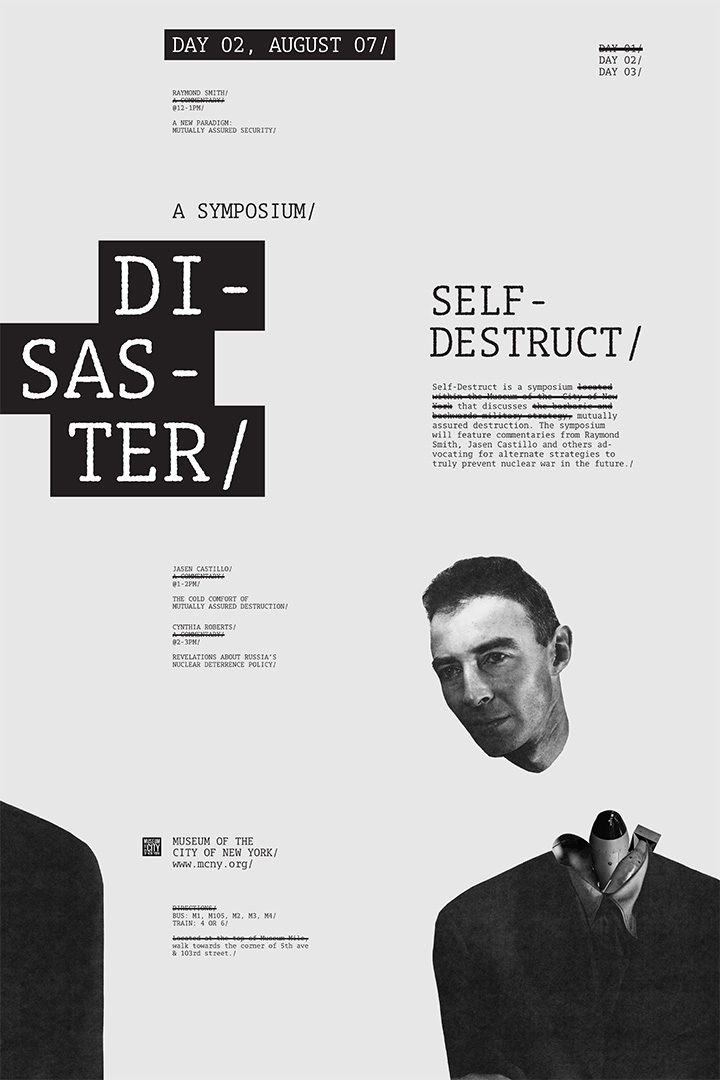 DAY 02, AUGUST 07/
DAY 01/
DAY 02/
DAY 03/
RAYMOND SMITH/
A COMMENTARY/
@12-1PM/
A NEW PARADIGM:
MUTUALLY ASSURED SECURITY/
A SYMPOSIUM/
DI-
SAS-
TER/
SELF-
DESTRUCT/
Self-Destruct is a symposium located
within the Museum of the City of New
York that discusses the barbaric and
backwards military strategy, mutually
assured destruction. The symposium
will feature commentaries from Raymond
Smith, Jasen Castillo and others ad-
vocating for alternate strategies to
truly prevent nuclear war in the future./
JASEN CASTILLO/
A COMMENTARY/
@1-2PM/
THE COLD COMFORT OF
MUTUALLY ASSURED DESTRUCTION/
CYNTHIA ROBERTS/
A COMMENTARY/
@2-3PM/
REVELATIONS ABOUT RUSSIA'S
NUCLEAR DETERRENCE POLICY/
MUSEUM
CITY
MUSEUM OF THE
CITY OF NEW YORK/
www.mcny.org/
DIRECTIONS/
BUS: M1, M105, M2, M3, M4/
TRAIN: 4 OR 6/
Located at the top of Museum Mile,
walk towards the corner of 5th ave
& 103rd street./